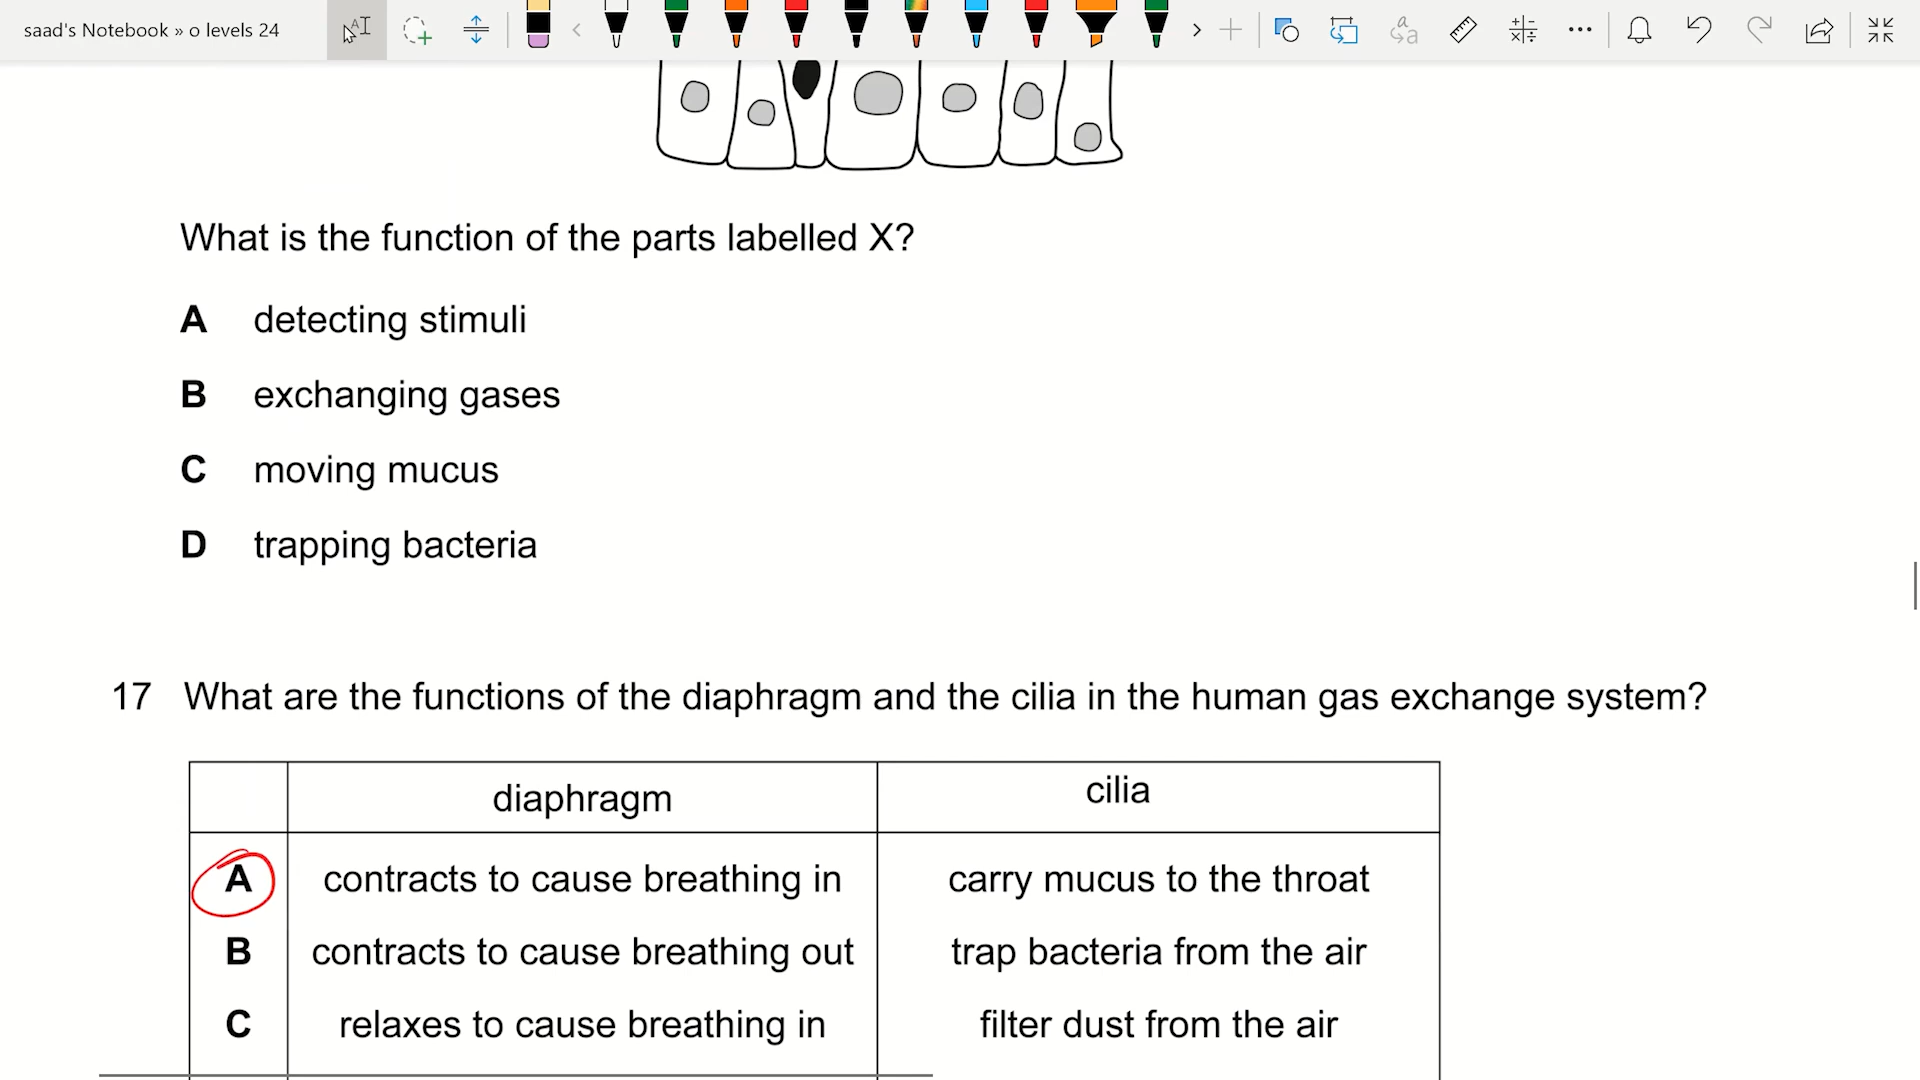 saad's Notebook » o levels 24
What is the function of the parts labelled X?
A detecting stimuli
B exchanging gases
C moving mucus
D trapping bacteria
17 What are the functions of the diaphragm and the cilia in the human gas exchange system?
diaphragm cilia
A contracts to cause breathing in carry mucus to the throat
B contracts to cause breathing out trap bacteria from the air
C relaxes to cause breathing in filter dust from the air